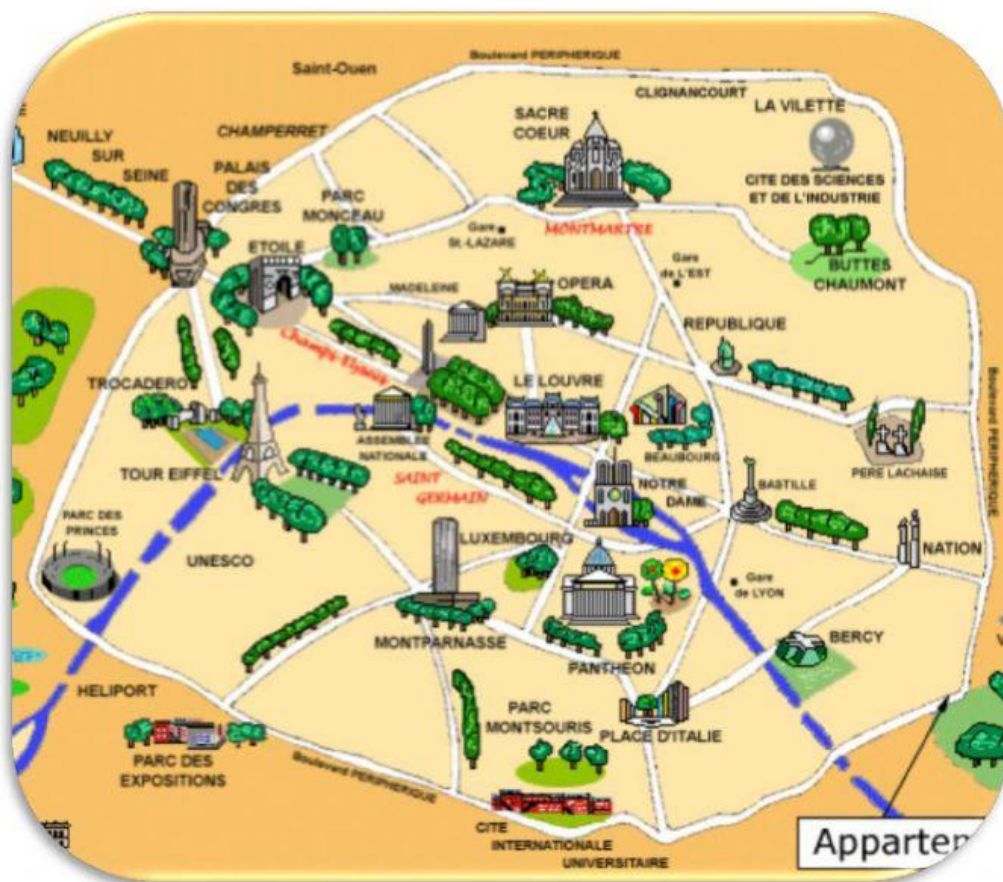 Boulevard PERIPHERIQUE
Saint-Ouen
CLIGNANCOURT
LA VILETTE
SACRE
COEUR
CHAMPERRET
NEUILLY
SUR
SEINE
PALAIS
DES
CONGRES
PARC
MONCEAU
CITE DES SCIENCES
ET DE L'INDUSTRIE
MONTMARTRE
Gare
St.-LAZARE
ETOILE
Gare
de L'EST
BUTTES
CHAUMONT
MADELEINE
OPERA
REPUBLIQUE
Champs Elysees
TROCADERO
LE LOUVRE
Boulevard PERIPHERIQUE
ASSEMBLEE
NATIONALE
BEAUBOURG
PERE LACHAISE
TOUR EIFFEL
SAINT
GERMAIN
NOTRE
DAME
BASTILLE
PARC DES
PRINCES
UNESCO
LUXEMBOURG
NATION
Gare
de LYON
MONTPARNASSE
PANTHEON
BERCY
HELIPORT
PARC
MONTSOURIS
PLACE D'ITALIE
PARC DES
EXPOSITIONS
Boulevard PERIPHERIQUE
CITE
INTERNATIONALE
UNIVERSITAIRE
Apparten